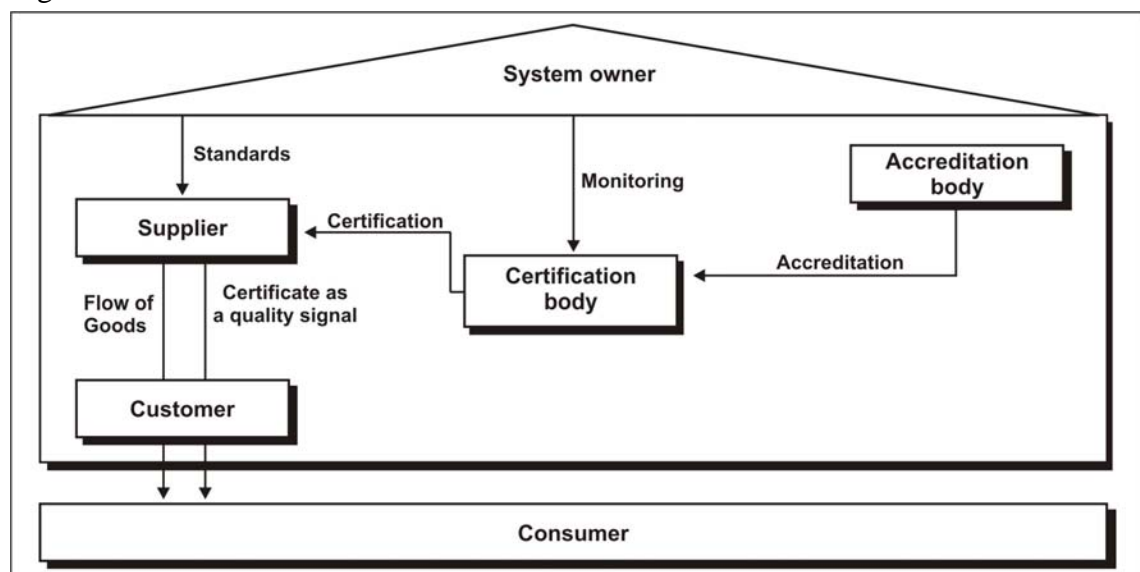 System owner
Standards
Monitoring
Accreditation
body
Supplier
Certification
Accreditation
Certification
body
Flow of
Goods
Certificate as
a quality signal
Customer
Consumer